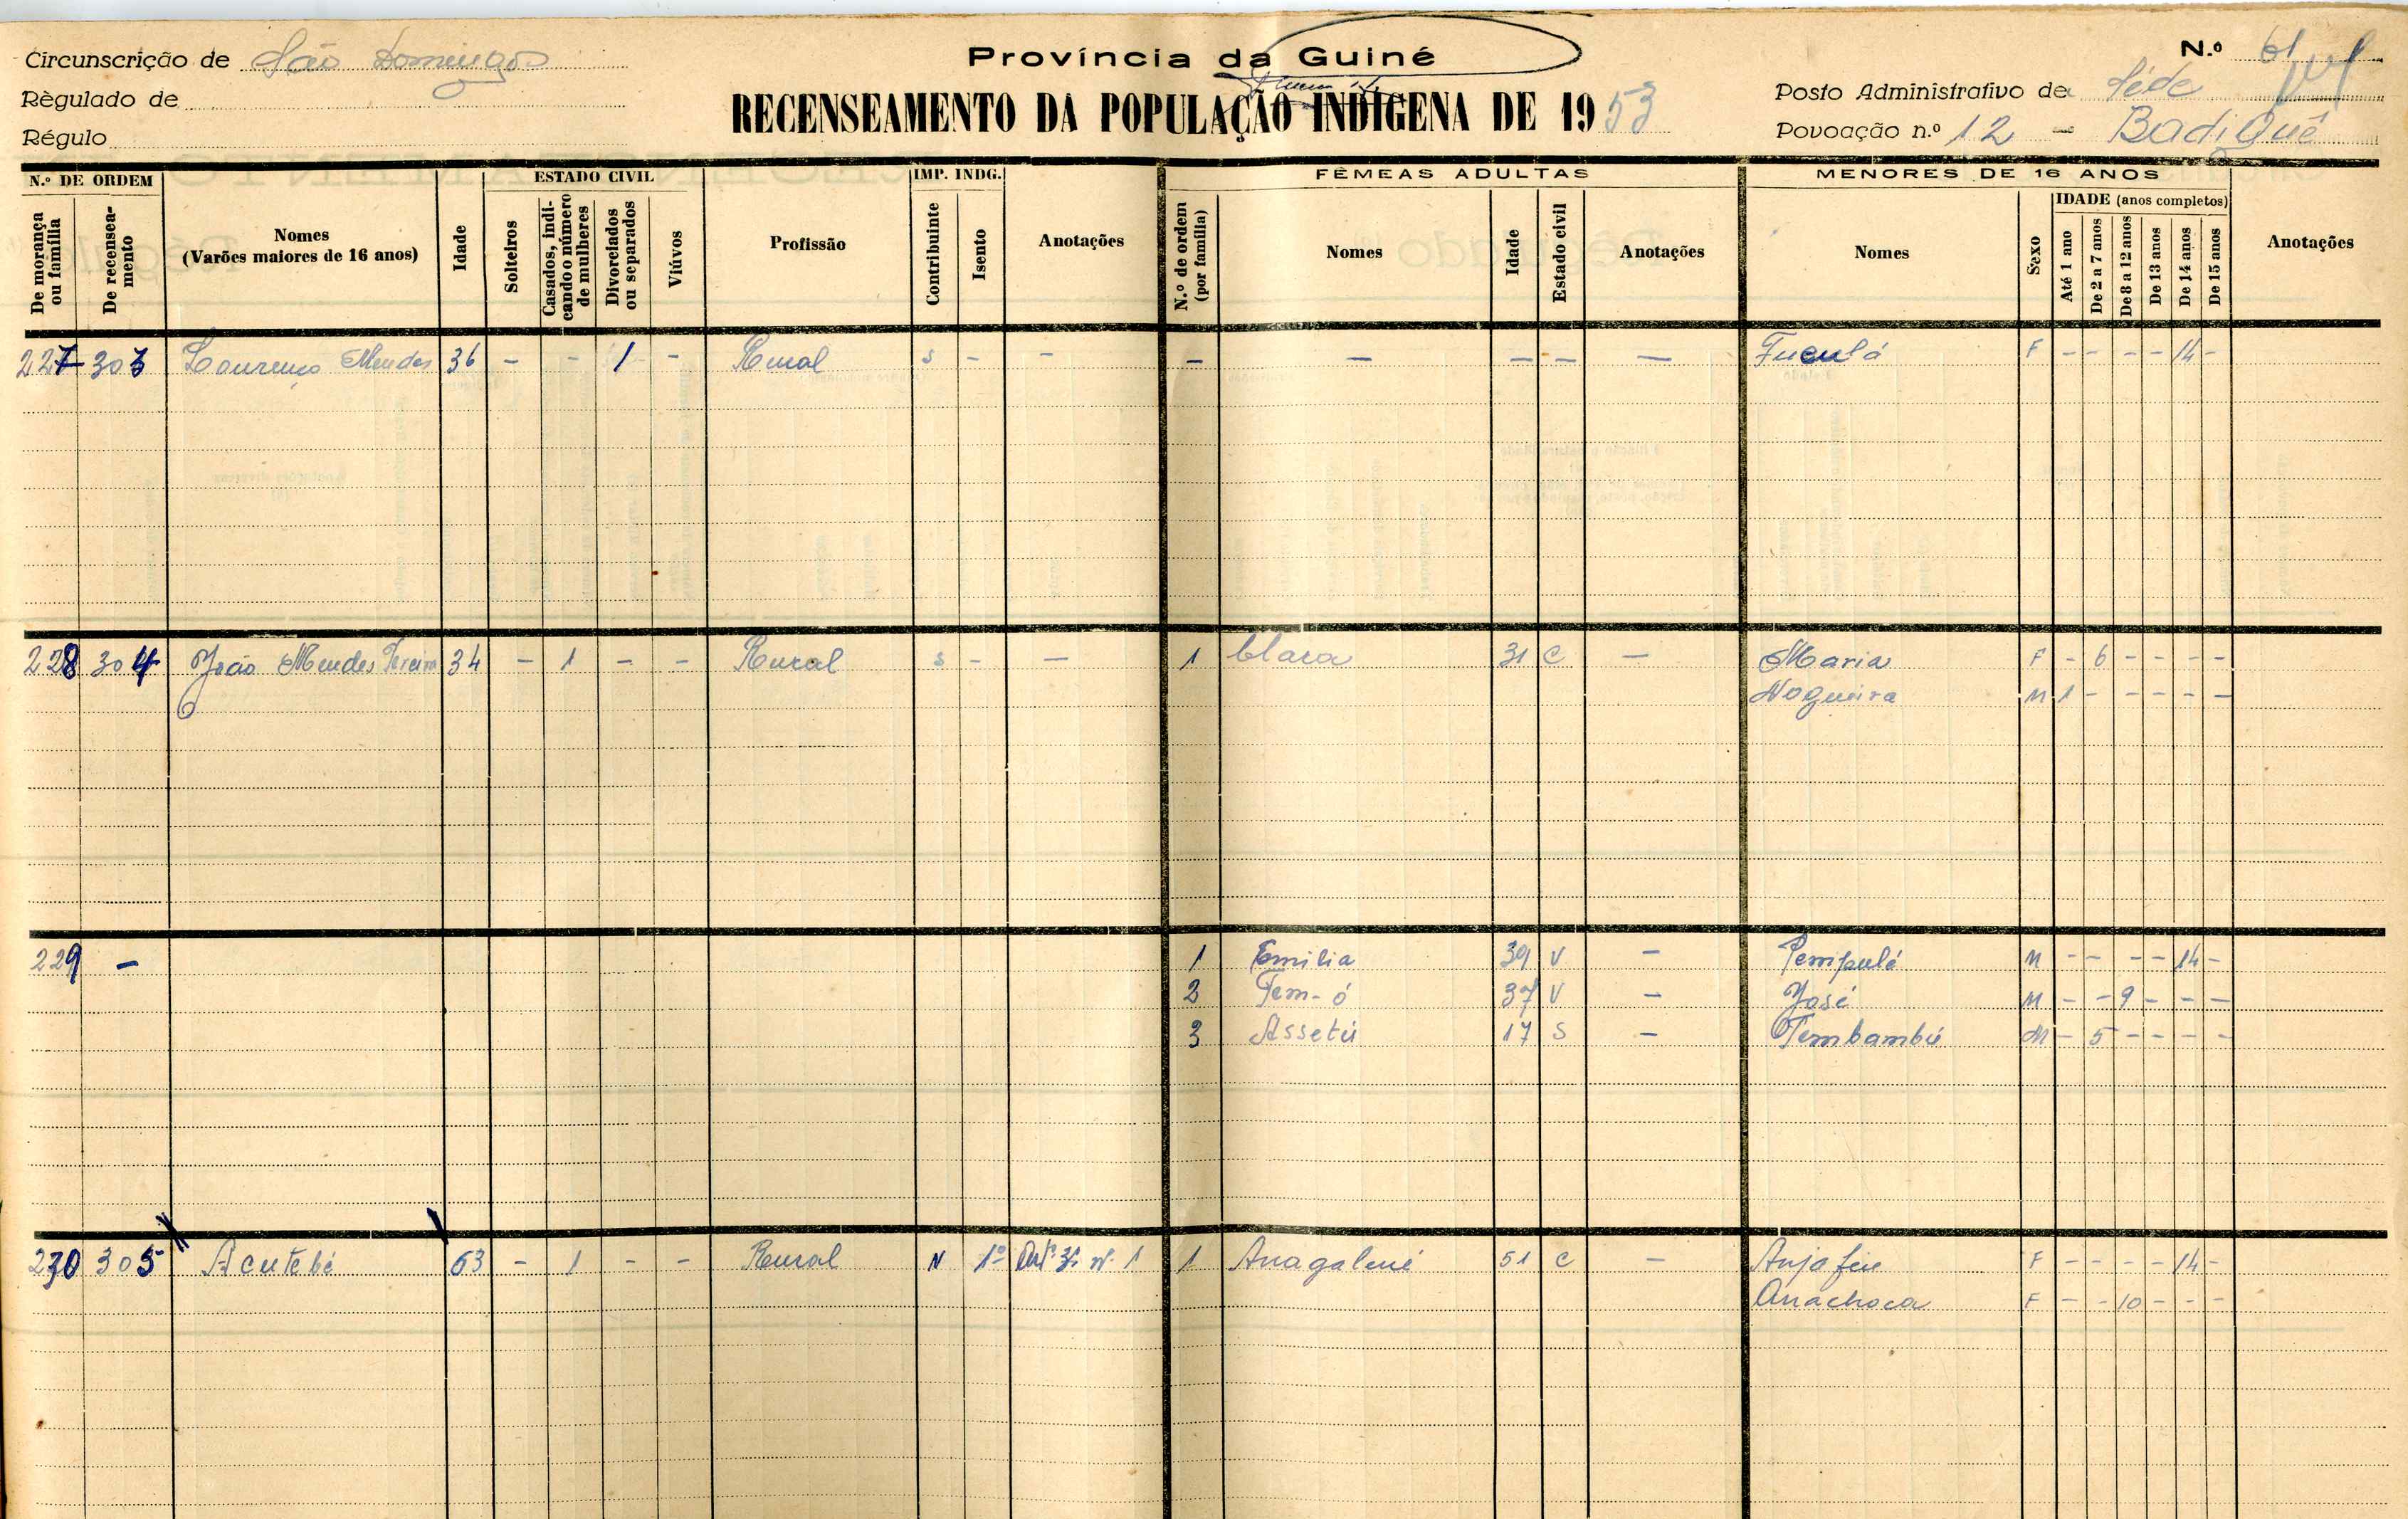 Circunscrição de São Domingos
Règulado de
Régulo
Província da Guiné
RECENSEAMENTO DA POPULAÇÃO INDÍGENA DE 1953
N.º 61
Posto Administrativo de Séde
Povoação n.º 12 - Badiquê
N.º DE ORDEM
De morança ou família
De recenseamento
Nomes
(Varões maiores de 16 anos)
Idade
ESTADO CIVIL
Solteiros
Casados, indicando o número de mulheres
Divorciados ou separados
Viúvos
Profissão
IMP. INDG.
Contribuinte
Isento
Anotações
FÊMEAS ADULTAS
N.º de ordem (por família)
Nomes
Idade
Estado civil
Anotações
MENORES DE 16 ANOS
Nomes
Sexo
IDADE (anos completos)
Até 1 ano
De 2 a 7 anos
De 8 a 12 anos
De 13 anos
De 14 anos
De 15 anos
Anotações
227 303 Lourenço Mendes 36 - - 1 - Rural s - - - - - - - Fuculá F - - - - 14 -
228 304 João Mendes Pereira 34 - 1 - - Rural s - - 1 Clara 31 C - Maria F - 6 - - - -
Nogueira M 1 - - - - -
229 - 1 Emilia 39 V - Pempulé M - - - - 14 -
2 Tem-ó 37 V - José M - - 9 - - -
3 Assetú 17 S - Tembambú M - 5 - - - -
230 305 Acutebé 63 - 1 - - Rural N 1º 1 1 Anagalené 51 C - Anjafene F - - - - 14 -
Anachoca F - - 10 - - -